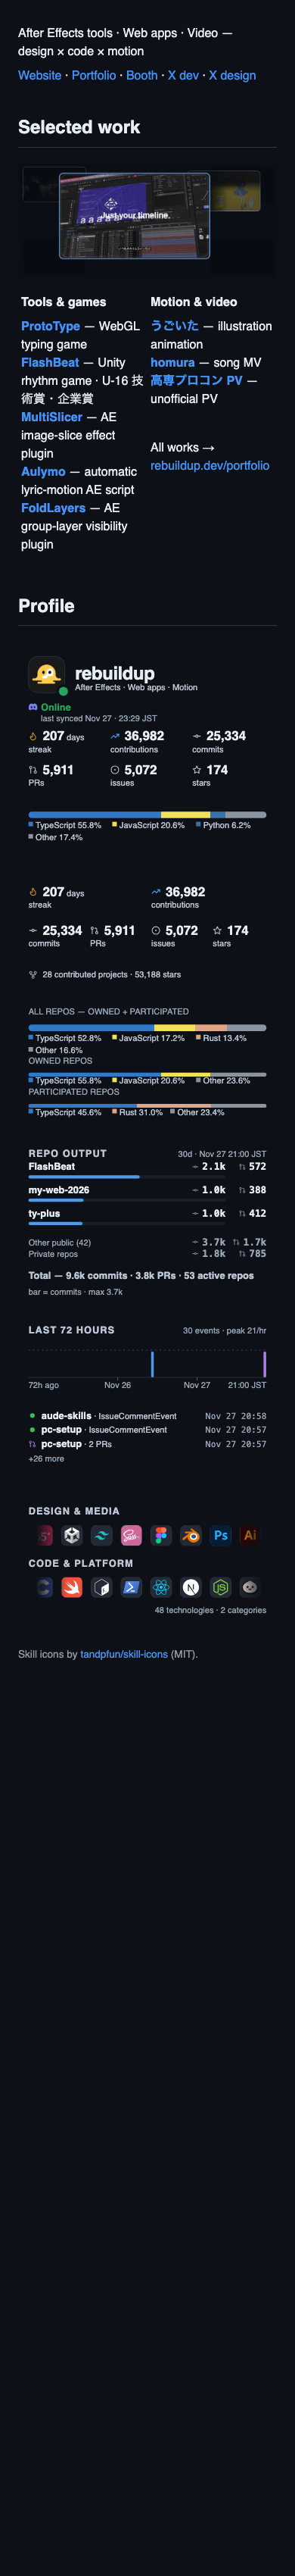 After Effects tools · Web apps · Video —
design × code × motion
Website · Portfolio · Booth · X dev · X design
Selected work
Just your timeline.
Tools & games
ProtoType — WebGL
typing game
FlashBeat — Unity
rhythm game · U-16 技
術賞・企業賞
MultiSlicer — AE
image-slice effect
plugin
Aulymo — automatic
lyric-motion AE script
FoldLayers — AE
group-layer visibility
plugin
Motion & video
うごいた — illustration
animation
homura — song MV
高専プロコン PV —
unofficial PV
All works →
rebuildup.dev/portfolio
Profile
rebuildup
After Effects · Web apps · Motion
Online
last synced Nov 27 · 23:29 JST
207 days
streak
36,982
contributions
25,334
commits
5,911
PRs
5,072
issues
174
stars
TypeScript 55.8% JavaScript 20.6% Python 6.2%
Other 17.4%
207 days
streak
36,982
contributions
25,334
commits
5,911
PRs
5,072
issues
174
stars
28 contributed projects · 53,188 stars
ALL REPOS — OWNED + PARTICIPATED
TypeScript 52.8% JavaScript 17.2% Rust 13.4%
Other 16.6%
OWNED REPOS
TypeScript 55.8% JavaScript 20.6% Other 23.6%
PARTICIPATED REPOS
TypeScript 45.6% Rust 31.0% Other 23.4%
REPO OUTPUT 30d · Nov 27 21:00 JST
FlashBeat 2.1k 572
my-web-2026 1.0k 388
ty-plus 1.0k 412
Other public (42) 3.7k 1.7k
Private repos 1.8k 785
Total — 9.6k commits · 3.8k PRs · 53 active repos
bar = commits · max 3.7k
LAST 72 HOURS 30 events · peak 21/hr
72h ago Nov 26 Nov 27 21:00 JST
aude-skills · IssueCommentEvent Nov 27 20:58
pc-setup · IssueCommentEvent Nov 27 20:57
pc-setup · 2 PRs Nov 27 20:57
+26 more
DESIGN & MEDIA
Sass Ps Ai
CODE & PLATFORM
48 technologies · 2 categories
Skill icons by tandpfun/skill-icons (MIT).